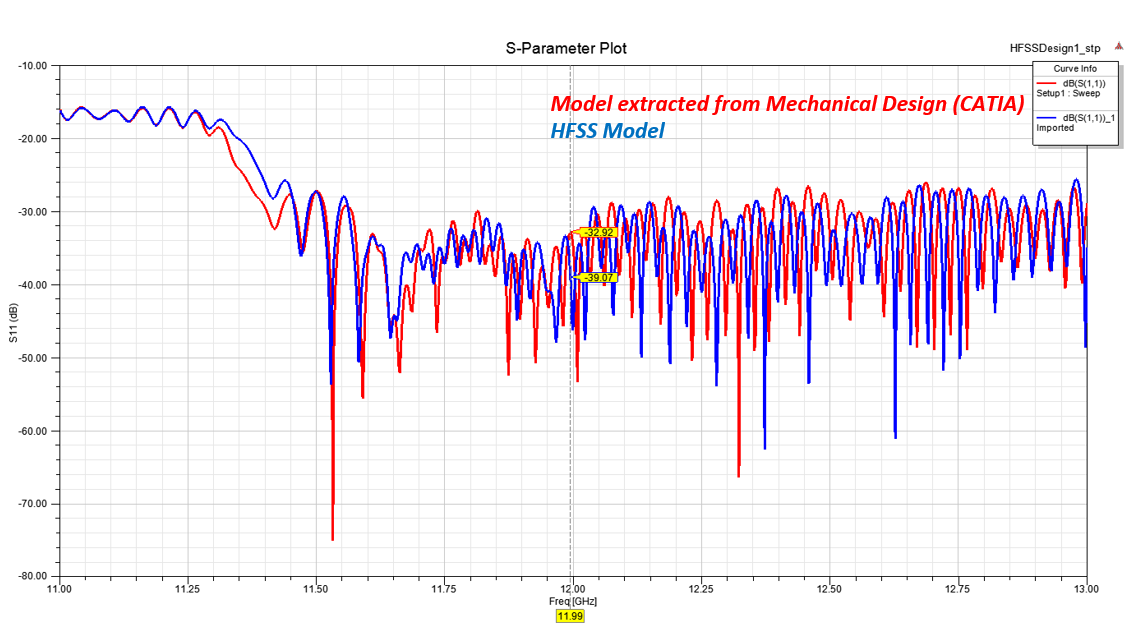 S-Parameter Plot
HFSSDesign1_stp
Curve Info
dB(S(1,1))
Setup1 : Sweep
dB(S(1,1))_1
Imported
Model extracted from Mechanical Design (CATIA)
HFSS Model
-10.00
-20.00
-30.00
-40.00
-50.00
-60.00
-70.00
-80.00
S11 (dB)
-32.92
-39.07
11.00 11.25 11.50 11.75 12.00 12.25 12.50 12.75 13.00
Freq [GHz]
11.99